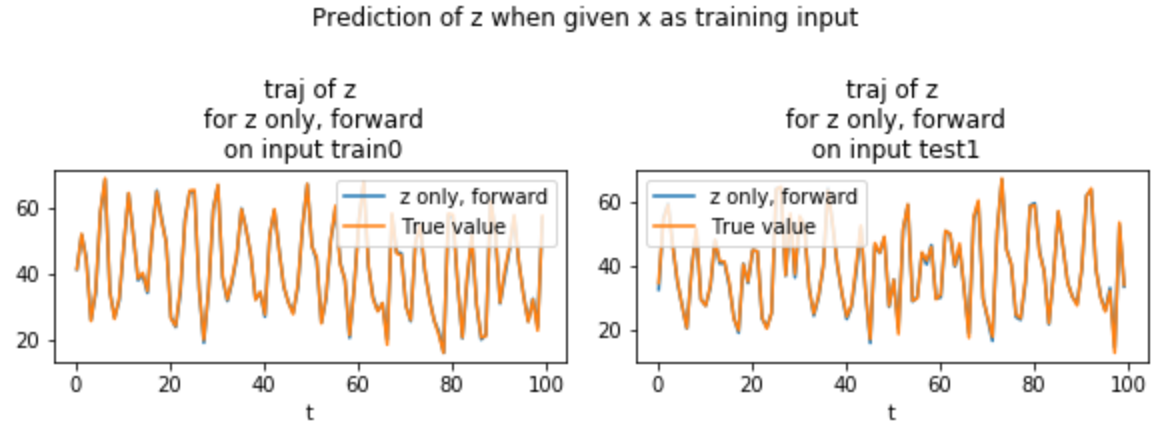 Prediction of z when given x as training input
traj of z
for z only, forward
on input train0
z only, forward
True value
60
40
20
0 20 40 60 80 100
t
traj of z
for z only, forward
on input test1
z only, forward
True value
60
40
20
0 20 40 60 80 100
t